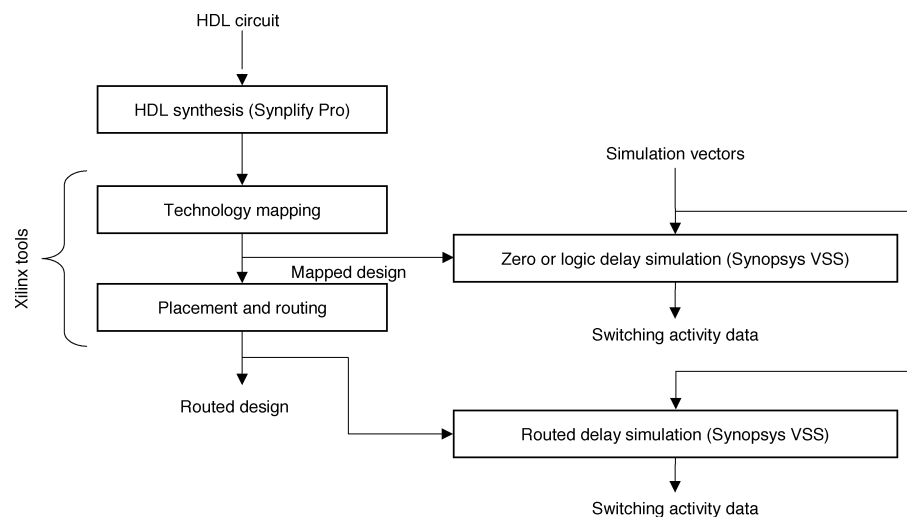 HDL circuit
HDL synthesis (Synplify Pro)
Simulation vectors
Technology mapping
Xilinx tools
Zero or logic delay simulation (Synopsys VSS)
Mapped design
Placement and routing
Switching activity data
Routed design
Routed delay simulation (Synopsys VSS)
Switching activity data